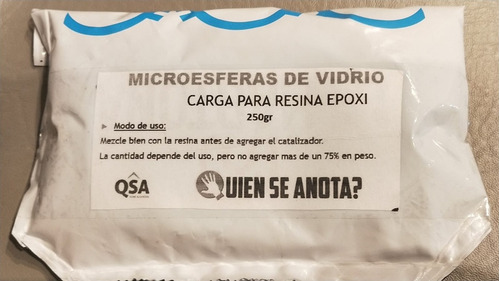 MICROESFERAS DE VIDRIO
CARGA PARA RESINA EPOXI
250gr
► Modo de uso:
Mezcle bien con la resina antes de agregar el catalizador.
La cantidad depende del uso, pero no agregar mas de un 75% en peso.
QSA
QUIEN SE ANOTA?